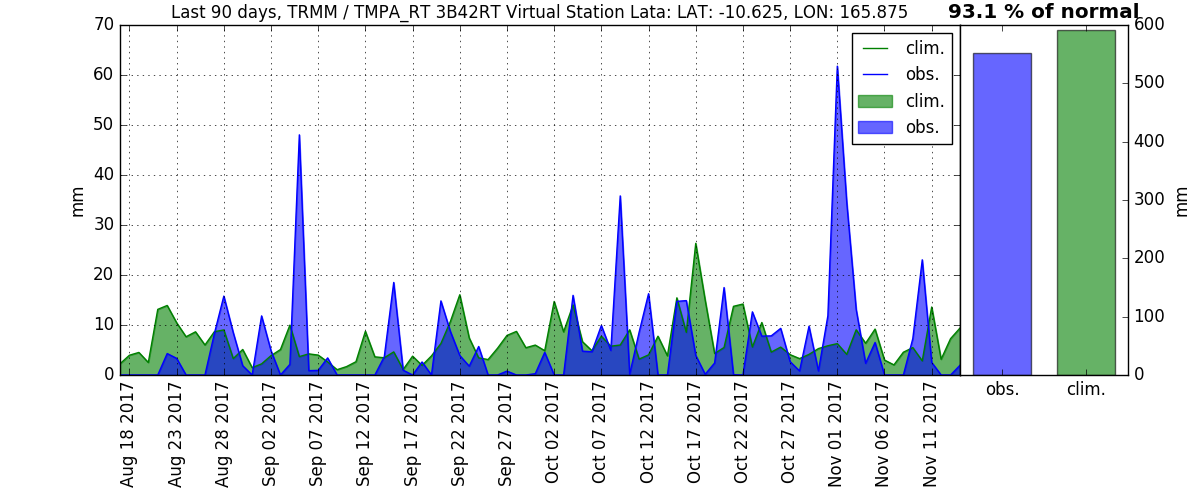 Last 90 days, TRMM / TMPA_RT 3B42RT Virtual Station Lata: LAT: -10.625, LON: 165.875
93.1 % of normal
70
60
50
40
30
20
10
0
mm
clim.
obs.
clim.
obs.
600
500
400
300
200
100
0
mm
obs.
clim.
Aug 18 2017
Aug 23 2017
Aug 28 2017
Sep 02 2017
Sep 07 2017
Sep 12 2017
Sep 17 2017
Sep 22 2017
Sep 27 2017
Oct 02 2017
Oct 07 2017
Oct 12 2017
Oct 17 2017
Oct 22 2017
Oct 27 2017
Nov 01 2017
Nov 06 2017
Nov 11 2017